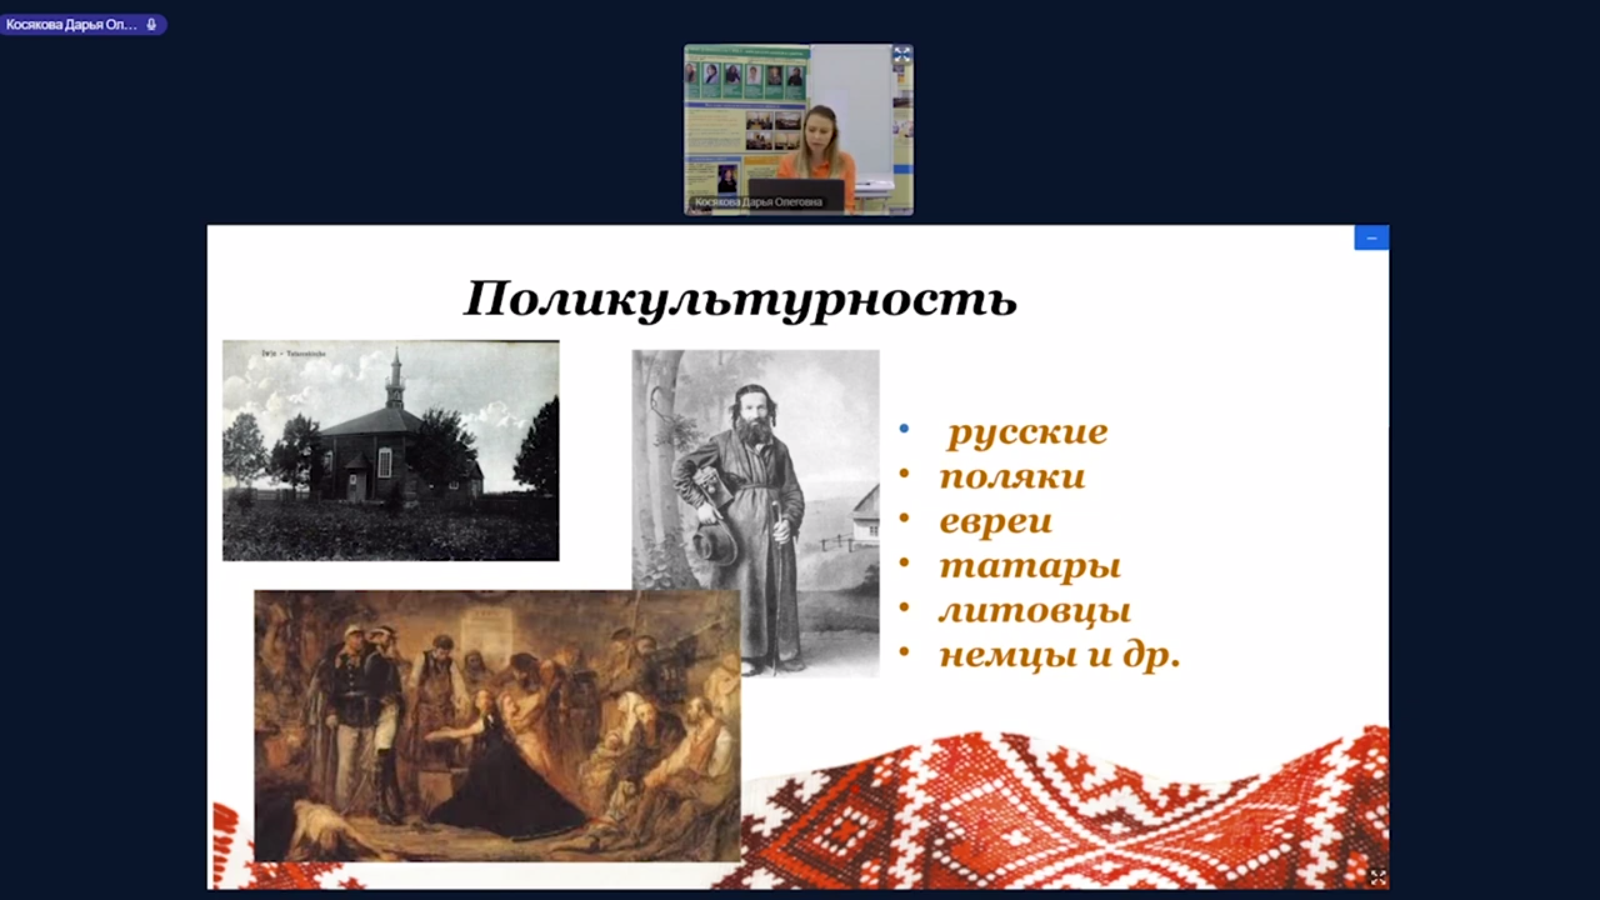 Косякова Дарья Ол...
Косякова Дарья Олеговна
Поликультурность
русские
поляки
евреи
татары
литовцы
немцы и др.